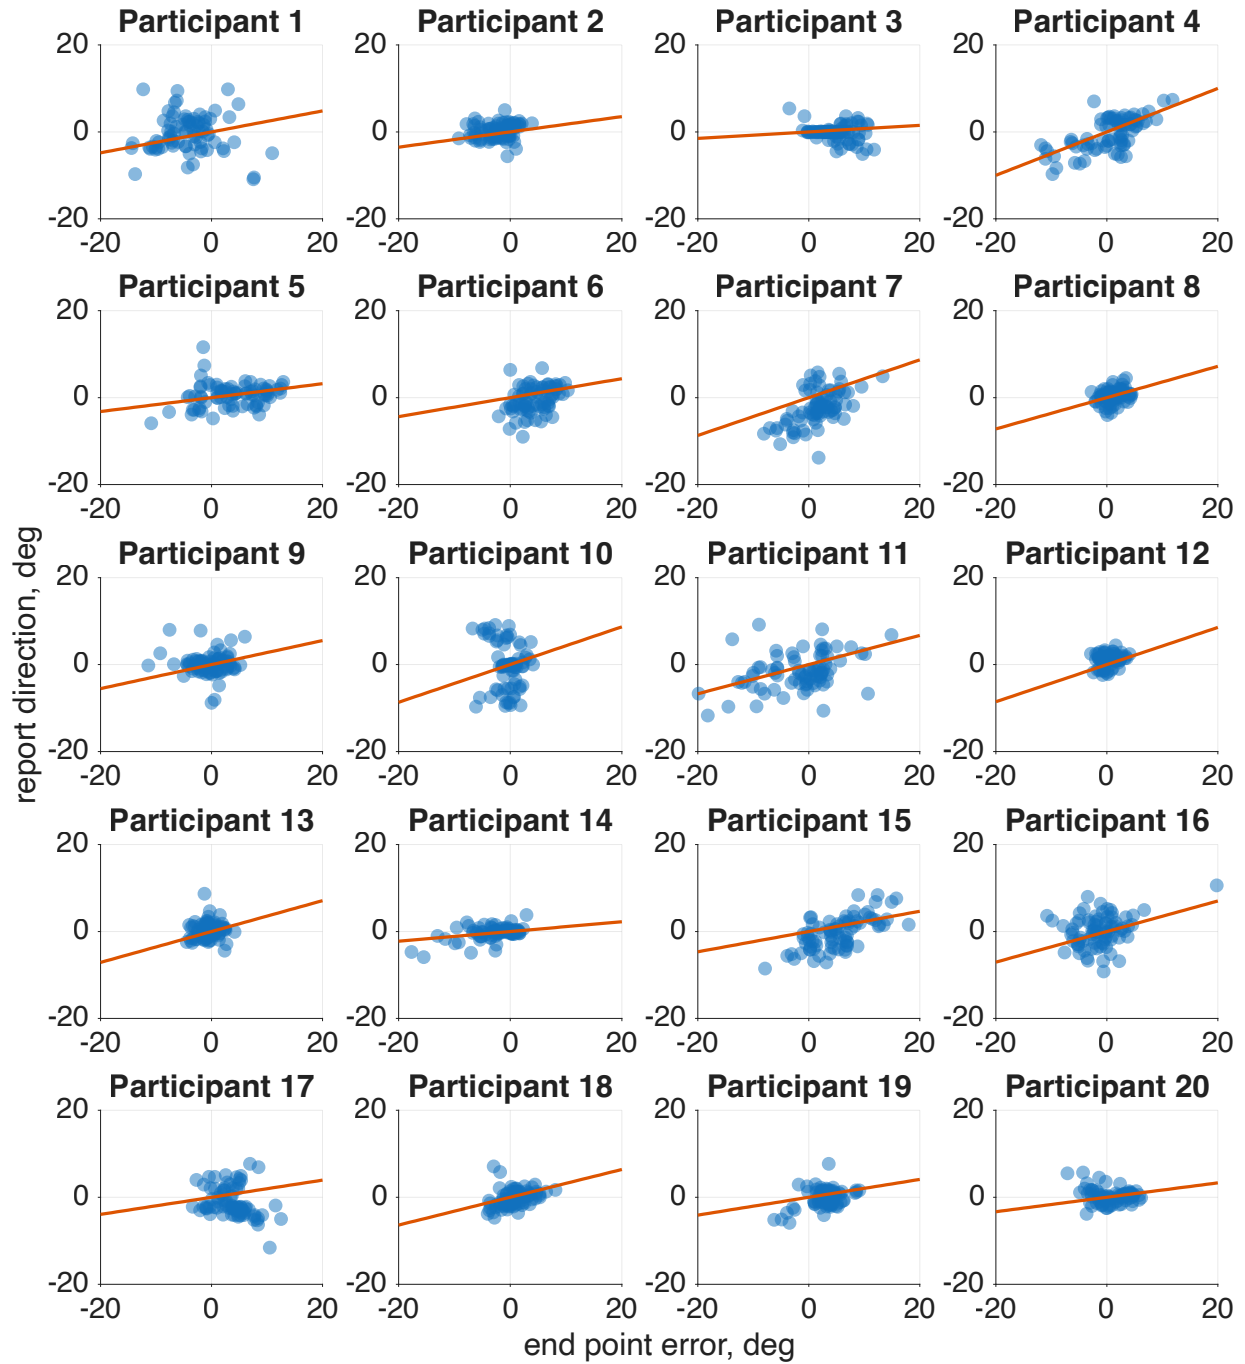 Participant 1 Participant 2 Participant 3 Participant 4
20 20 20 20
0 0 0 0
-20 -20 -20 -20
-20 0 20 -20 0 20 -20 0 20 -20 0 20
Participant 5 Participant 6 Participant 7 Participant 8
20 20 20 20
0 0 0 0
-20 -20 -20 -20
-20 0 20 -20 0 20 -20 0 20 -20 0 20
report direction, deg
Participant 9 Participant 10 Participant 11 Participant 12
20 20 20 20
0 0 0 0
-20 -20 -20 -20
-20 0 20 -20 0 20 -20 0 20 -20 0 20
Participant 13 Participant 14 Participant 15 Participant 16
20 20 20 20
0 0 0 0
-20 -20 -20 -20
-20 0 20 -20 0 20 -20 0 20 -20 0 20
Participant 17 Participant 18 Participant 19 Participant 20
20 20 20 20
0 0 0 0
-20 -20 -20 -20
-20 0 20 -20 0 20 -20 0 20 -20 0 20
end point error, deg